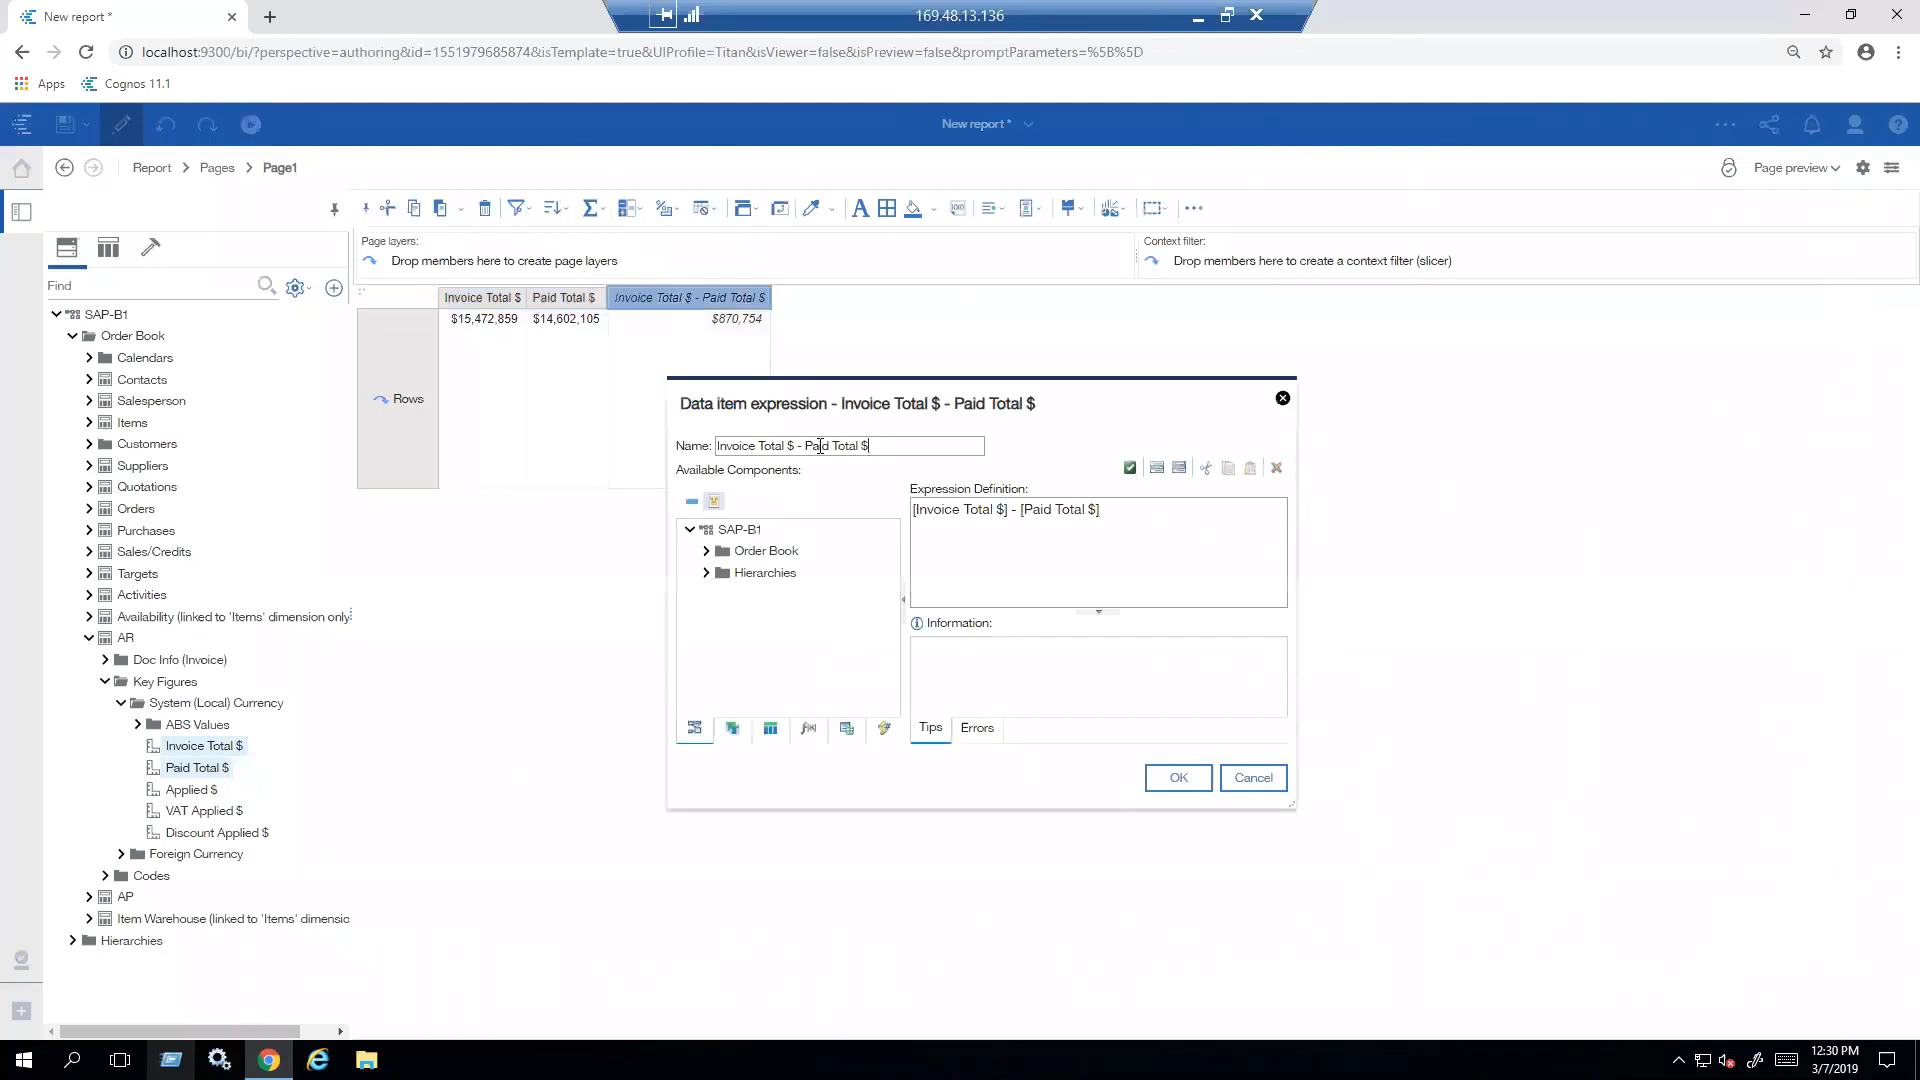 New report *
169.48.13.136
localhost:9300/bi/?perspective=authoring&id=1551979685874&isTemplate=true&UIProfile=Titan&isViewer=false&isPreview=false&promptParameters=%5B%5D
Apps
Cognos 11.1
New report *
Report
Pages
Page1
Page preview
Page layers:
Drop members here to create page layers
Context filter:
Drop members here to create a context filter (slicer)
Find
Invoice Total $
Paid Total $
Invoice Total $ - Paid Total $
$15,472,859
$14,602,105
$870,754
Rows
SAP-B1
Order Book
Calendars
Contacts
Salesperson
Items
Customers
Suppliers
Quotations
Orders
Purchases
Sales/Credits
Targets
Activities
Availability (linked to 'Items' dimension only
AR
Doc Info (Invoice)
Key Figures
System (Local) Currency
ABS Values
Invoice Total $
Paid Total $
Applied $
VAT Applied $
Discount Applied $
Foreign Currency
Codes
AP
Item Warehouse (linked to 'Items' dimensio
Hierarchies
Data item expression - Invoice Total $ - Paid Total $
Name: Invoice Total $ - Paid Total $
Available Components:
SAP-B1
Order Book
Hierarchies
Expression Definition:
[Invoice Total $] - [Paid Total $]
Information:
Tips
Errors
OK
Cancel
12:30 PM
3/7/2019